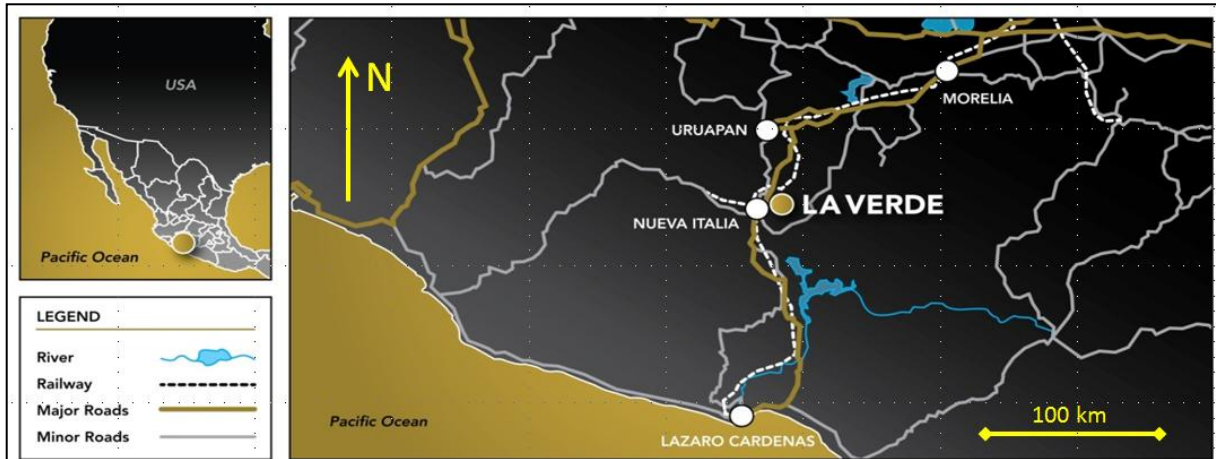 USA
Pacific Ocean
LEGEND
River
Railway
Major Roads
Minor Roads
N
MORELIA
URUAPAN
LA VERDE
NUEVA ITALIA
Pacific Ocean
LAZARO CARDENAS
100 km